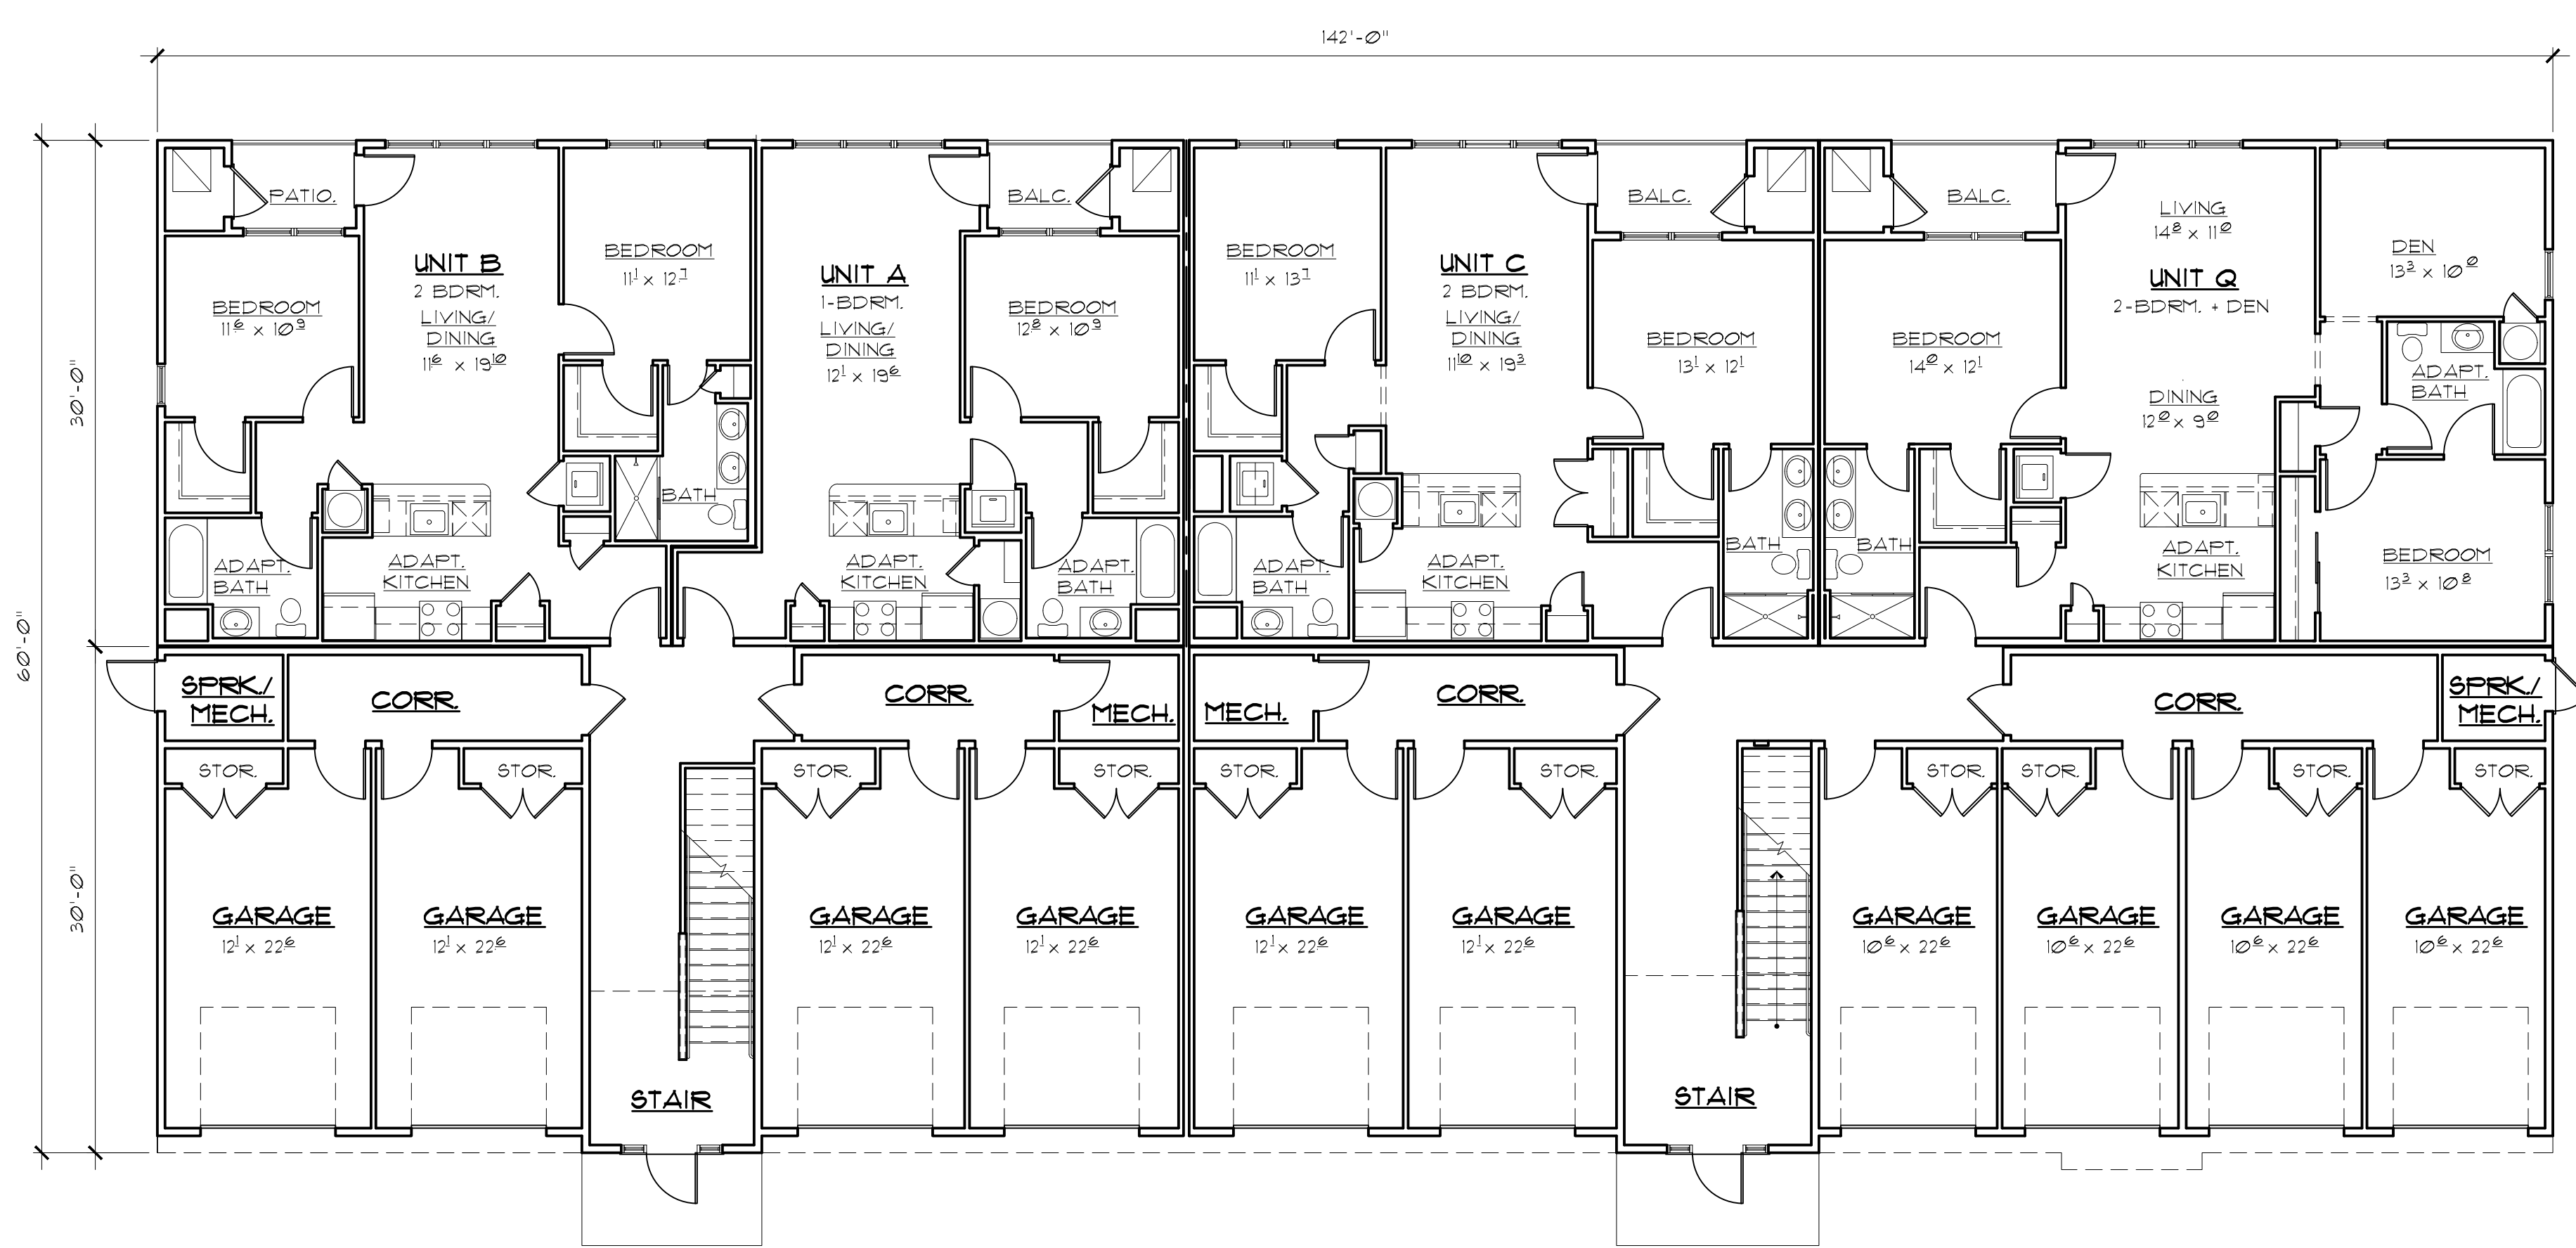 142'-0"
60'-0"
30'-0"
30'-0"
PATIO.
BEDROOM
11⁶ x 10⁹
UNIT B
2 BDRM.
LIVING/
DINING
11⁶ x 19¹⁰
BEDROOM
11¹ x 12⁷
BATH
ADAPT.
BATH
ADAPT.
KITCHEN
UNIT A
1-BDRM.
LIVING/
DINING
12¹ x 19⁶
BALC.
BEDROOM
12⁸ x 10⁹
ADAPT.
KITCHEN
ADAPT.
BATH
BEDROOM
11¹ x 13⁷
UNIT C
2 BDRM.
LIVING/
DINING
11¹⁰ x 19³
BALC.
BEDROOM
13¹ x 12¹
ADAPT.
BATH
ADAPT.
KITCHEN
BATH
BALC.
BEDROOM
14⁰ x 12¹
BATH
LIVING
14⁸ x 11⁰
UNIT Q
2-BDRM. + DEN
DINING
12⁰ x 9⁰
ADAPT.
KITCHEN
DEN
13³ x 10⁰
ADAPT.
BATH
BEDROOM
13³ x 10⁸
SPRK./
MECH.
CORR.
CORR.
MECH.
MECH.
CORR.
CORR.
SPRK./
MECH.
STOR.
STOR.
STOR.
STOR.
STOR.
STOR.
STOR.
STOR.
STOR.
STOR.
GARAGE
12¹ x 22⁶
GARAGE
12¹ x 22⁶
GARAGE
12¹ x 22⁶
GARAGE
12¹ x 22⁶
GARAGE
12¹ x 22⁶
GARAGE
12¹ x 22⁶
GARAGE
10⁶ x 22⁶
GARAGE
10⁶ x 22⁶
GARAGE
10⁶ x 22⁶
GARAGE
10⁶ x 22⁶
STAIR
STAIR